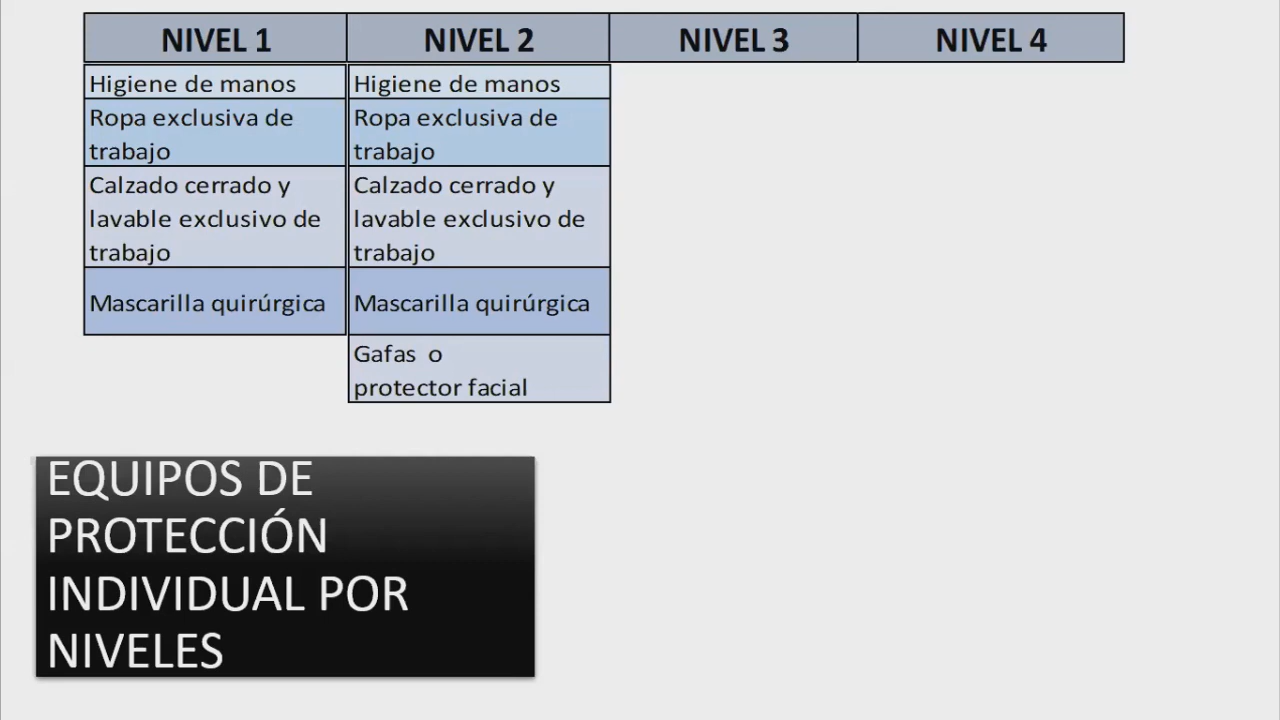 NIVEL 1 NIVEL 2 NIVEL 3 NIVEL 4
Higiene de manos
Ropa exclusiva de
trabajo
Calzado cerrado y
lavable exclusivo de
trabajo
Mascarilla quirúrgica
Higiene de manos
Ropa exclusiva de
trabajo
Calzado cerrado y
lavable exclusivo de
trabajo
Mascarilla quirúrgica
Gafas o
protector facial
EQUIPOS DE
PROTECCIÓN
INDIVIDUAL POR
NIVELES